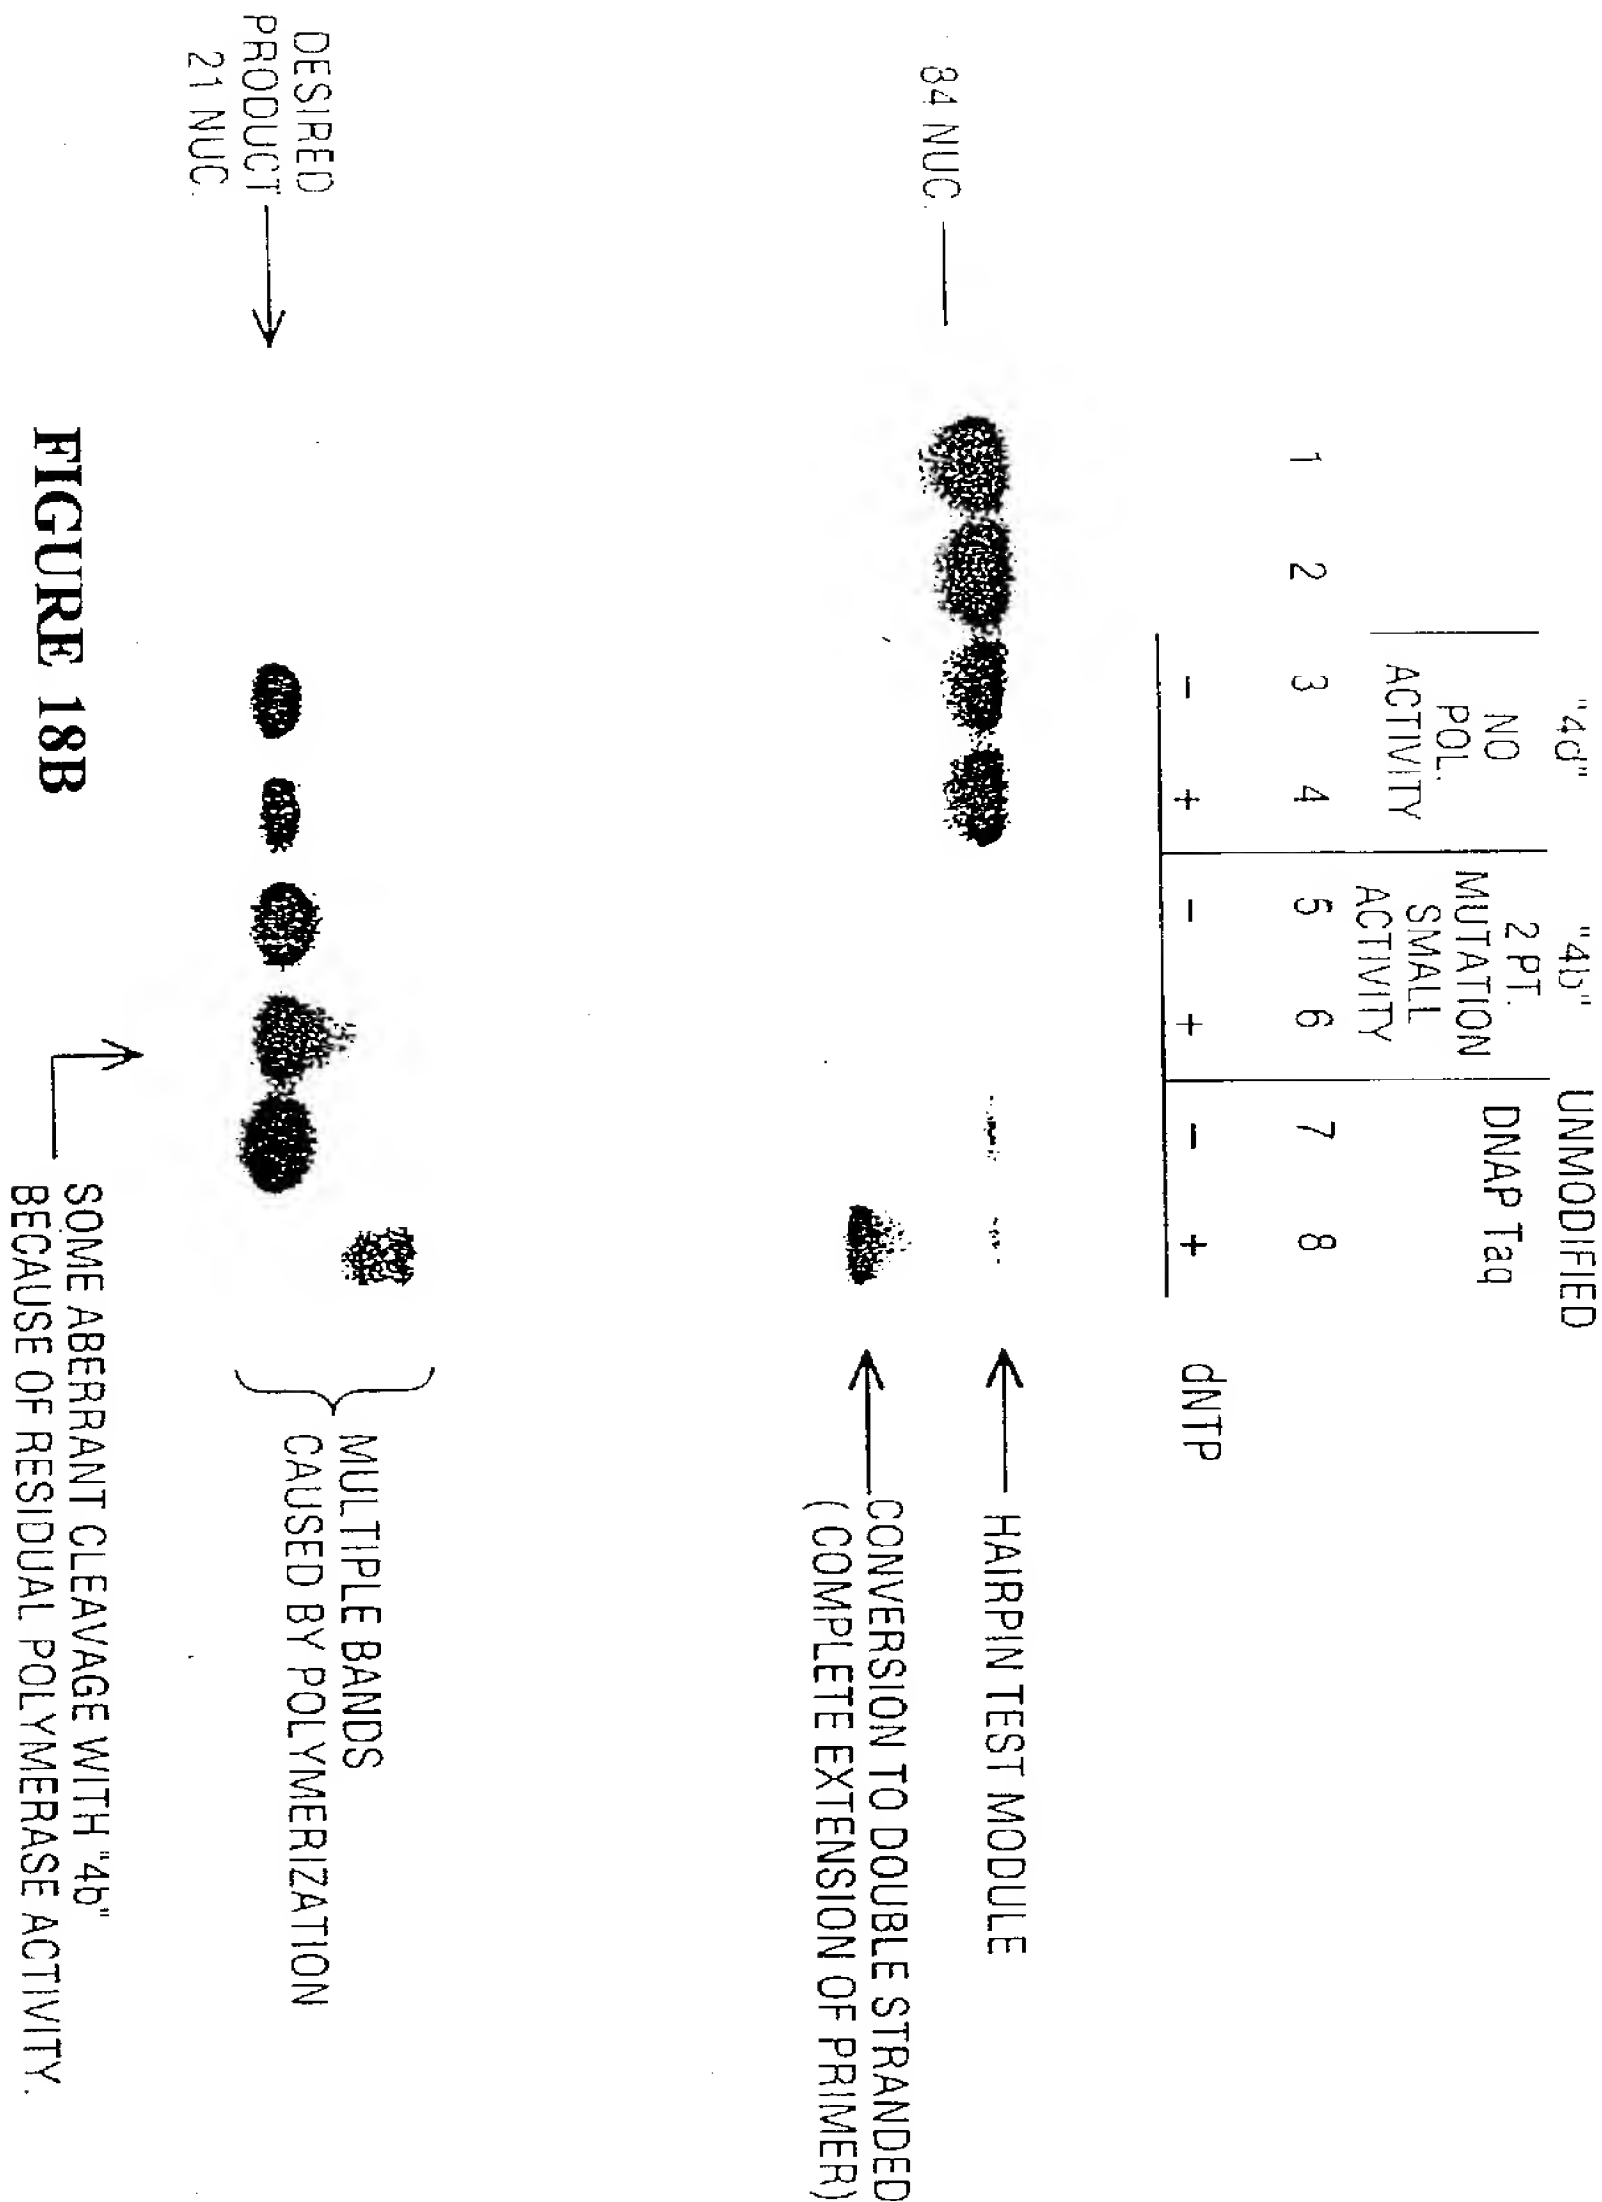 "4d"
NO
POL.
ACTIVITY
"4b"
2 PT.
MUTATION
SMALL
ACTIVITY
UNMODIFIED
DNAP Taq
1 2 3 4 5 6 7 8
- + - + - + dNTP
84 NUC.
HAIRPIN TEST MODULE
CONVERSION TO DOUBLE STRANDED
(COMPLETE EXTENSION OF PRIMER)
DESIRED
PRODUCT
21 NUC.
MULTIPLE BANDS
CAUSED BY POLYMERIZATION
SOME ABERRANT CLEAVAGE WITH "4b"
BECAUSE OF RESIDUAL POLYMERASE ACTIVITY.
FIGURE 18B